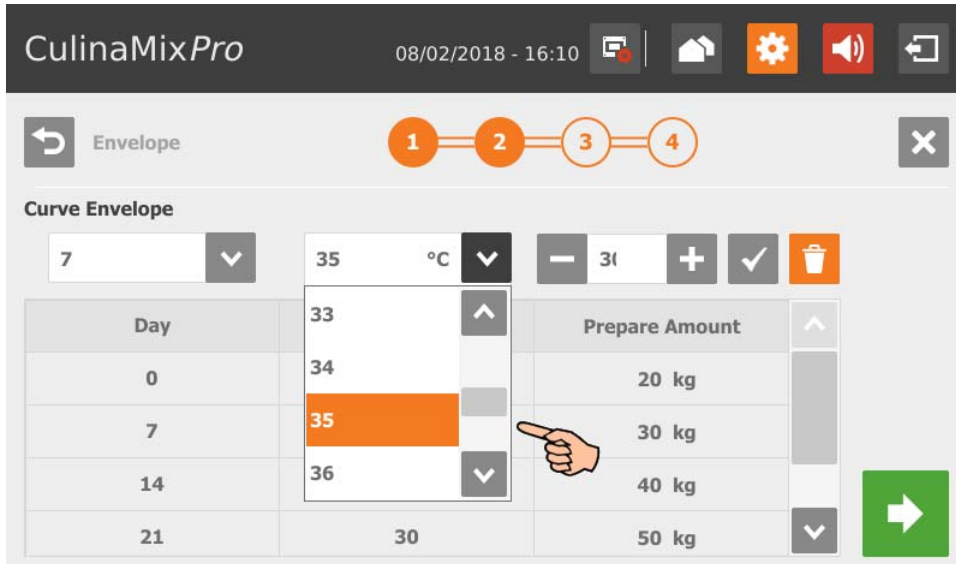 CulinaMixPro
08/02/2018 - 16:10
Envelope
1 2 3 4
Curve Envelope
7 35 °C 30
Day Prepare Amount
33
34
35
36
0 20 kg
7 30 kg
14 40 kg
21 30 50 kg